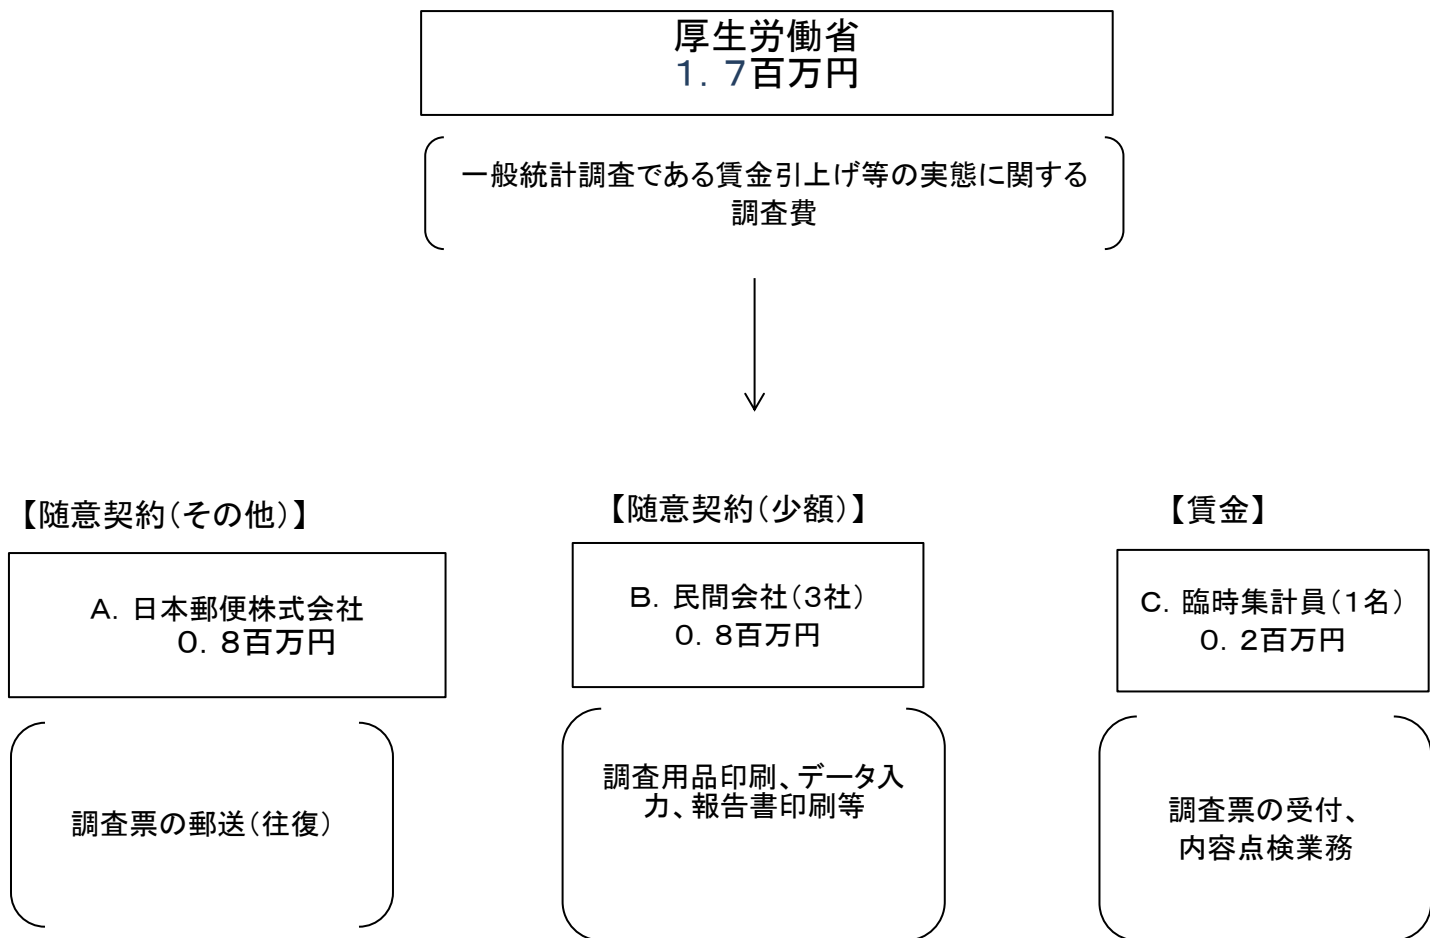 厚生労働省
１．７百万円
一般統計調査である賃金引上げ等の実態に関する
調査費
【随意契約（その他）】
A．日本郵便株式会社
０．８百万円
調査票の郵送（往復）
【随意契約（少額）】
B．民間会社（３社）
０．８百万円
調査用品印刷、データ入
力、報告書印刷等
【賃金】
C．臨時集計員（１名）
０．２百万円
調査票の受付、
内容点検業務